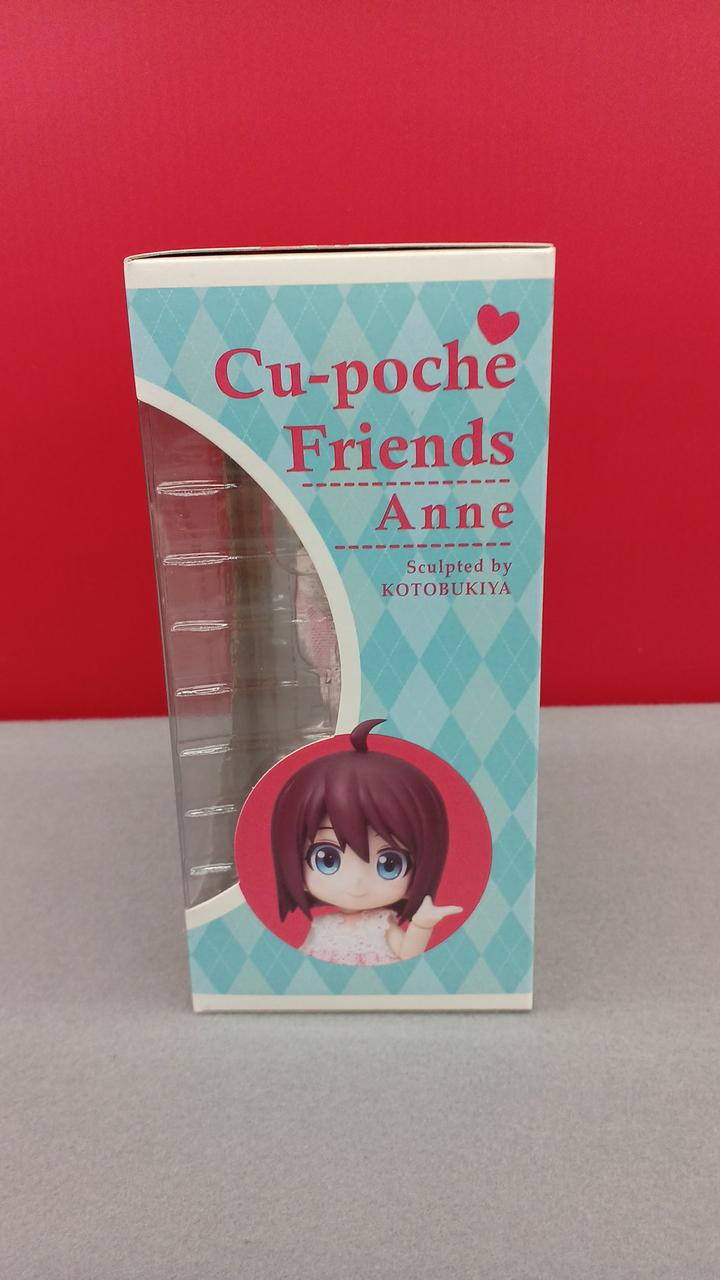 Cu-poche
Friends
Anne
Sculpted by
KOTOBUKIYA